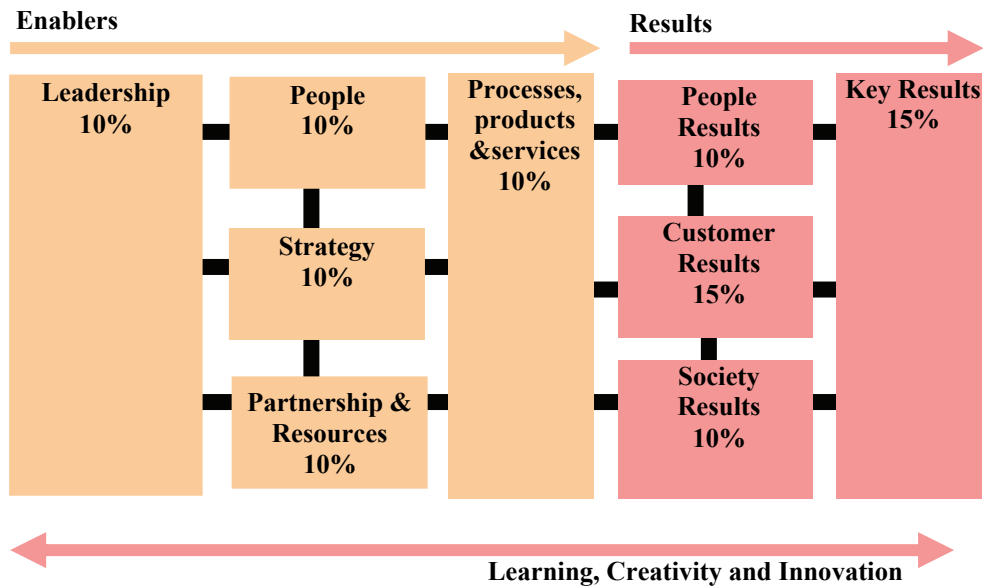 Enablers
Results
Leadership
10%
People
10%
Processes,
products
&services
10%
People
Results
10%
Key Results
15%
Strategy
10%
Customer
Results
15%
Partnership &
Resources
10%
Society
Results
10%
Learning, Creativity and Innovation